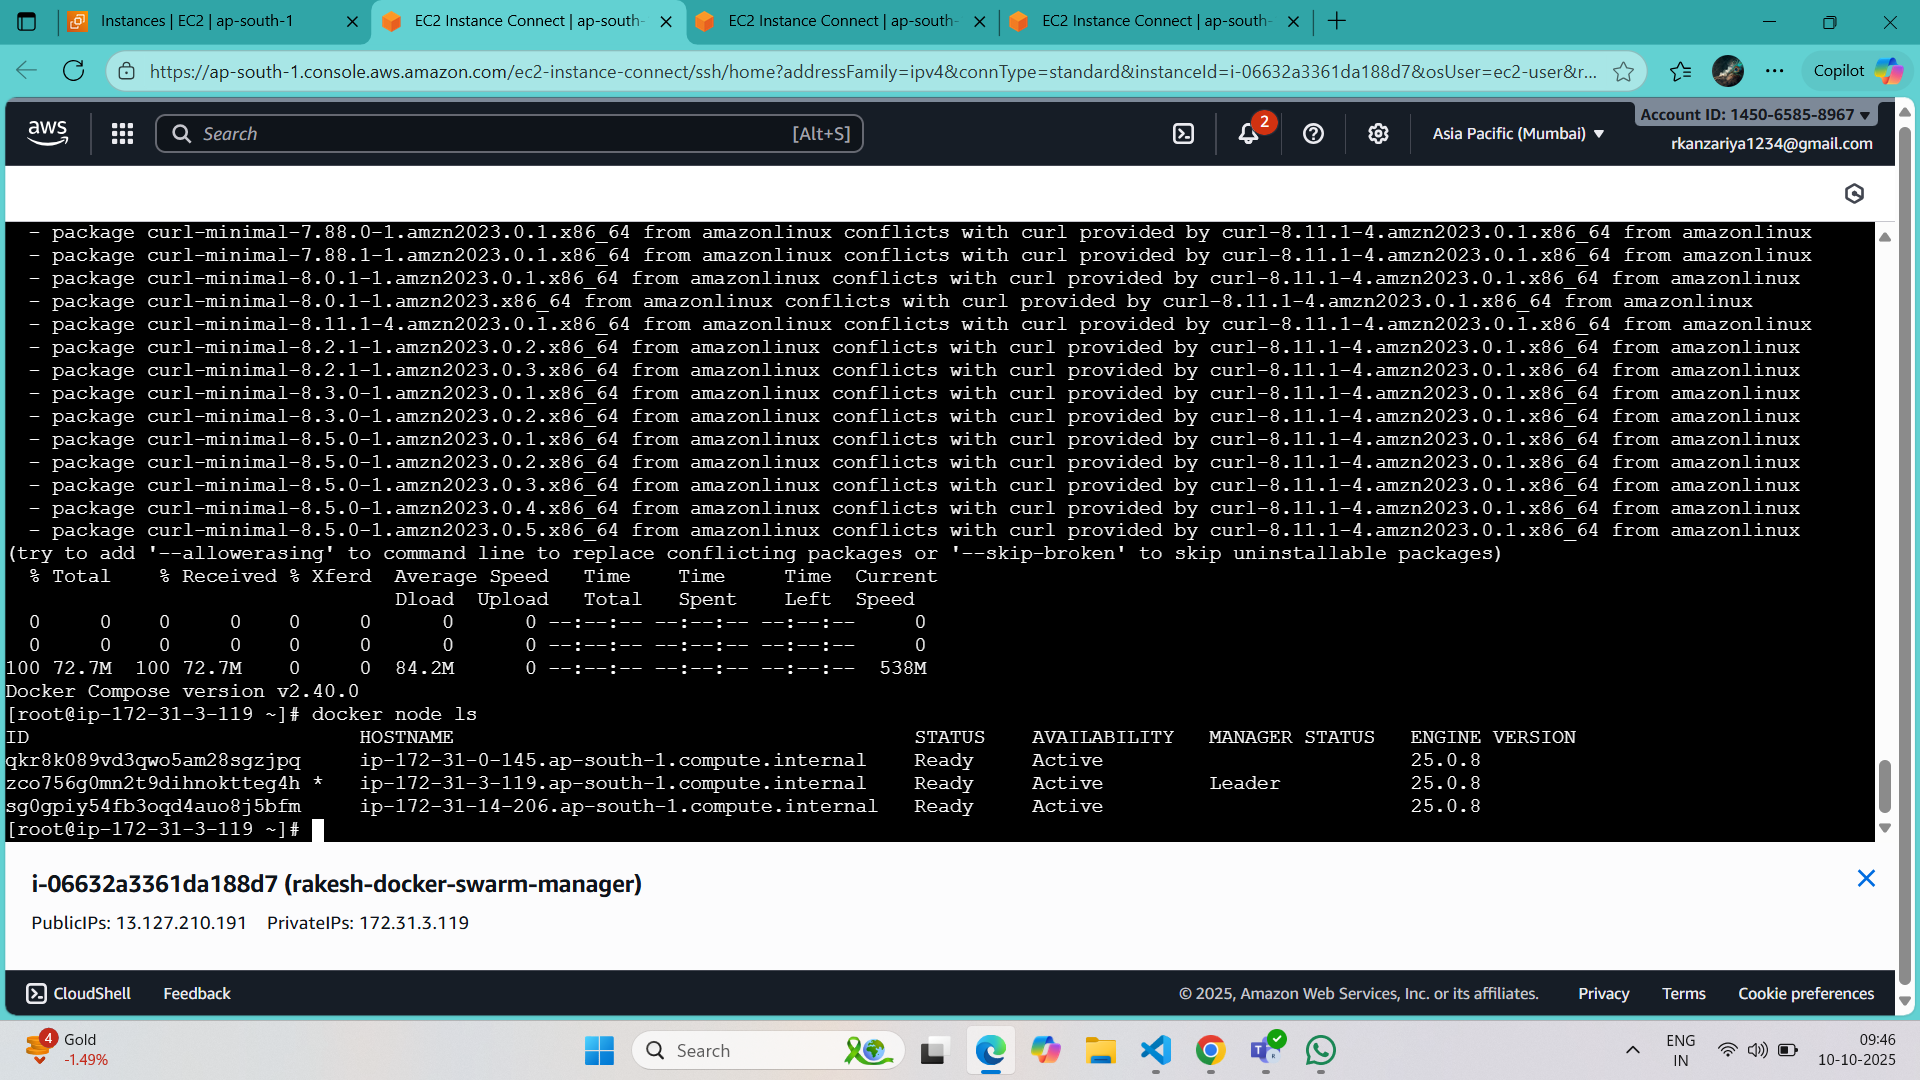 Instances | EC2 | ap-south-1
EC2 Instance Connect | ap-south-
EC2 Instance Connect | ap-south-
EC2 Instance Connect | ap-south-
https://ap-south-1.console.aws.amazon.com/ec2-instance-connect/ssh/home?addressFamily=ipv4&connType=standard&instanceId=i-06632a3361da188d7&osUser=ec2-user&r...
Copilot
aws
Search
[Alt+S]
2
Asia Pacific (Mumbai) ▼
Account ID: 1450-6585-8967 ▼
rkanzariya1234@gmail.com
- package curl-minimal-7.88.0-1.amzn2023.0.1.x86_64 from amazonlinux conflicts with curl provided by curl-8.11.1-4.amzn2023.0.1.x86_64 from amazonlinux
- package curl-minimal-7.88.1-1.amzn2023.0.1.x86_64 from amazonlinux conflicts with curl provided by curl-8.11.1-4.amzn2023.0.1.x86_64 from amazonlinux
- package curl-minimal-8.0.1-1.amzn2023.0.1.x86_64 from amazonlinux conflicts with curl provided by curl-8.11.1-4.amzn2023.0.1.x86_64 from amazonlinux
- package curl-minimal-8.0.1-1.amzn2023.x86_64 from amazonlinux conflicts with curl provided by curl-8.11.1-4.amzn2023.0.1.x86_64 from amazonlinux
- package curl-minimal-8.11.1-4.amzn2023.0.1.x86_64 from amazonlinux conflicts with curl provided by curl-8.11.1-4.amzn2023.0.1.x86_64 from amazonlinux
- package curl-minimal-8.2.1-1.amzn2023.0.2.x86_64 from amazonlinux conflicts with curl provided by curl-8.11.1-4.amzn2023.0.1.x86_64 from amazonlinux
- package curl-minimal-8.2.1-1.amzn2023.0.3.x86_64 from amazonlinux conflicts with curl provided by curl-8.11.1-4.amzn2023.0.1.x86_64 from amazonlinux
- package curl-minimal-8.3.0-1.amzn2023.0.1.x86_64 from amazonlinux conflicts with curl provided by curl-8.11.1-4.amzn2023.0.1.x86_64 from amazonlinux
- package curl-minimal-8.3.0-1.amzn2023.0.2.x86_64 from amazonlinux conflicts with curl provided by curl-8.11.1-4.amzn2023.0.1.x86_64 from amazonlinux
- package curl-minimal-8.5.0-1.amzn2023.0.1.x86_64 from amazonlinux conflicts with curl provided by curl-8.11.1-4.amzn2023.0.1.x86_64 from amazonlinux
- package curl-minimal-8.5.0-1.amzn2023.0.2.x86_64 from amazonlinux conflicts with curl provided by curl-8.11.1-4.amzn2023.0.1.x86_64 from amazonlinux
- package curl-minimal-8.5.0-1.amzn2023.0.3.x86_64 from amazonlinux conflicts with curl provided by curl-8.11.1-4.amzn2023.0.1.x86_64 from amazonlinux
- package curl-minimal-8.5.0-1.amzn2023.0.4.x86_64 from amazonlinux conflicts with curl provided by curl-8.11.1-4.amzn2023.0.1.x86_64 from amazonlinux
- package curl-minimal-8.5.0-1.amzn2023.0.5.x86_64 from amazonlinux conflicts with curl provided by curl-8.11.1-4.amzn2023.0.1.x86_64 from amazonlinux
(try to add '--allowerasing' to command line to replace conflicting packages or '--skip-broken' to skip uninstallable packages)
% Total % Received % Xferd Average Speed Time Time Time Current
Dload Upload Total Spent Left Speed
0 0 0 0 0 0 0 0 --:--:-- --:--:-- --:--:-- 0
0 0 0 0 0 0 0 0 --:--:-- --:--:-- --:--:-- 0
100 72.7M 100 72.7M 0 0 84.2M 0 --:--:-- --:--:-- --:--:-- 538M
Docker Compose version v2.40.0
[root@ip-172-31-3-119 ~]# docker node ls
ID HOSTNAME STATUS AVAILABILITY MANAGER STATUS ENGINE VERSION
qkr8k089vd3qwo5am28sgzjpq ip-172-31-0-145.ap-south-1.compute.internal Ready Active 25.0.8
zco756g0mn2t9dihnoktteg4h * ip-172-31-3-119.ap-south-1.compute.internal Ready Active Leader 25.0.8
sg0gpiy54fb3oqd4auo8j5bfm ip-172-31-14-206.ap-south-1.compute.internal Ready Active 25.0.8
[root@ip-172-31-3-119 ~]#
i-06632a3361da188d7 (rakesh-docker-swarm-manager)
PublicIPs: 13.127.210.191 PrivateIPs: 172.31.3.119
CloudShell Feedback © 2025, Amazon Web Services, Inc. or its affiliates. Privacy Terms Cookie preferences
4
Gold
-1.49%
Search
ENG
IN
09:46
10-10-2025